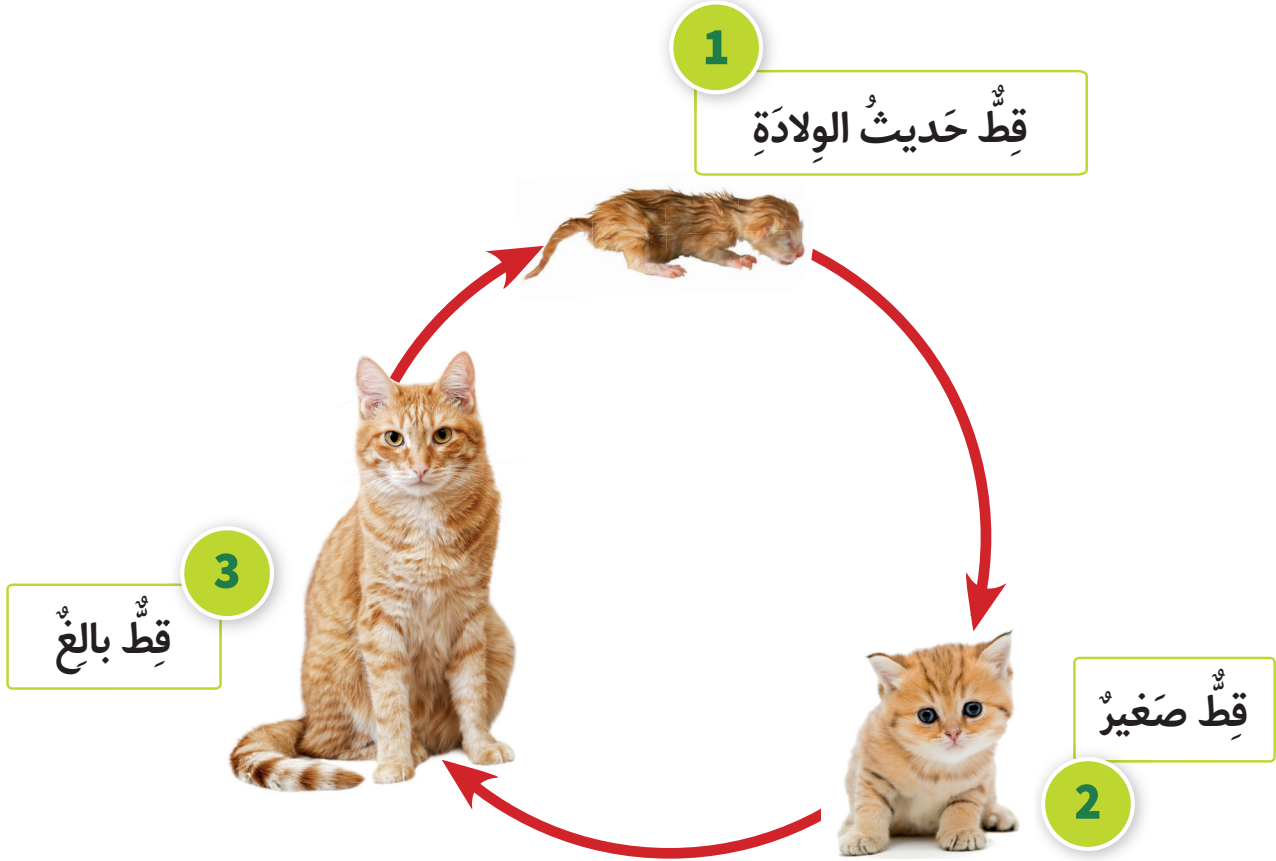 1
قِطٌّ حَديثُ الوِلادَةِ
2
قِطٌّ صَغيرٌ
3
قِطٌّ بالِغٌ